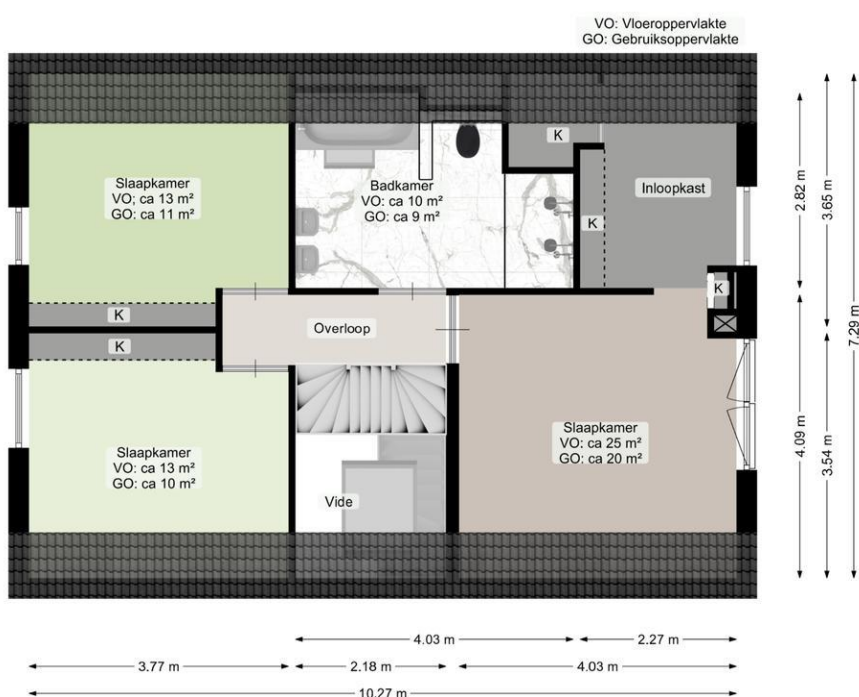 VO: Vloeroppervlakte
GO: Gebruiksoppervlakte
Slaapkamer
VO; ca 13 m²
GO: ca 11 m²
Badkamer
VO: ca 10 m²
GO: ca 9 m²
K
K
Inloopkast
K
K
K
Overloop
Slaapkamer
VO: ca 13 m²
GO: ca 10 m²
Vide
Slaapkamer
VO: ca 25 m²
GO: ca 20 m²
2.82 m
3.65 m
7.29 m
4.09 m
3.54 m
4.03 m
2.27 m
3.77 m
2.18 m
4.03 m
10.27 m